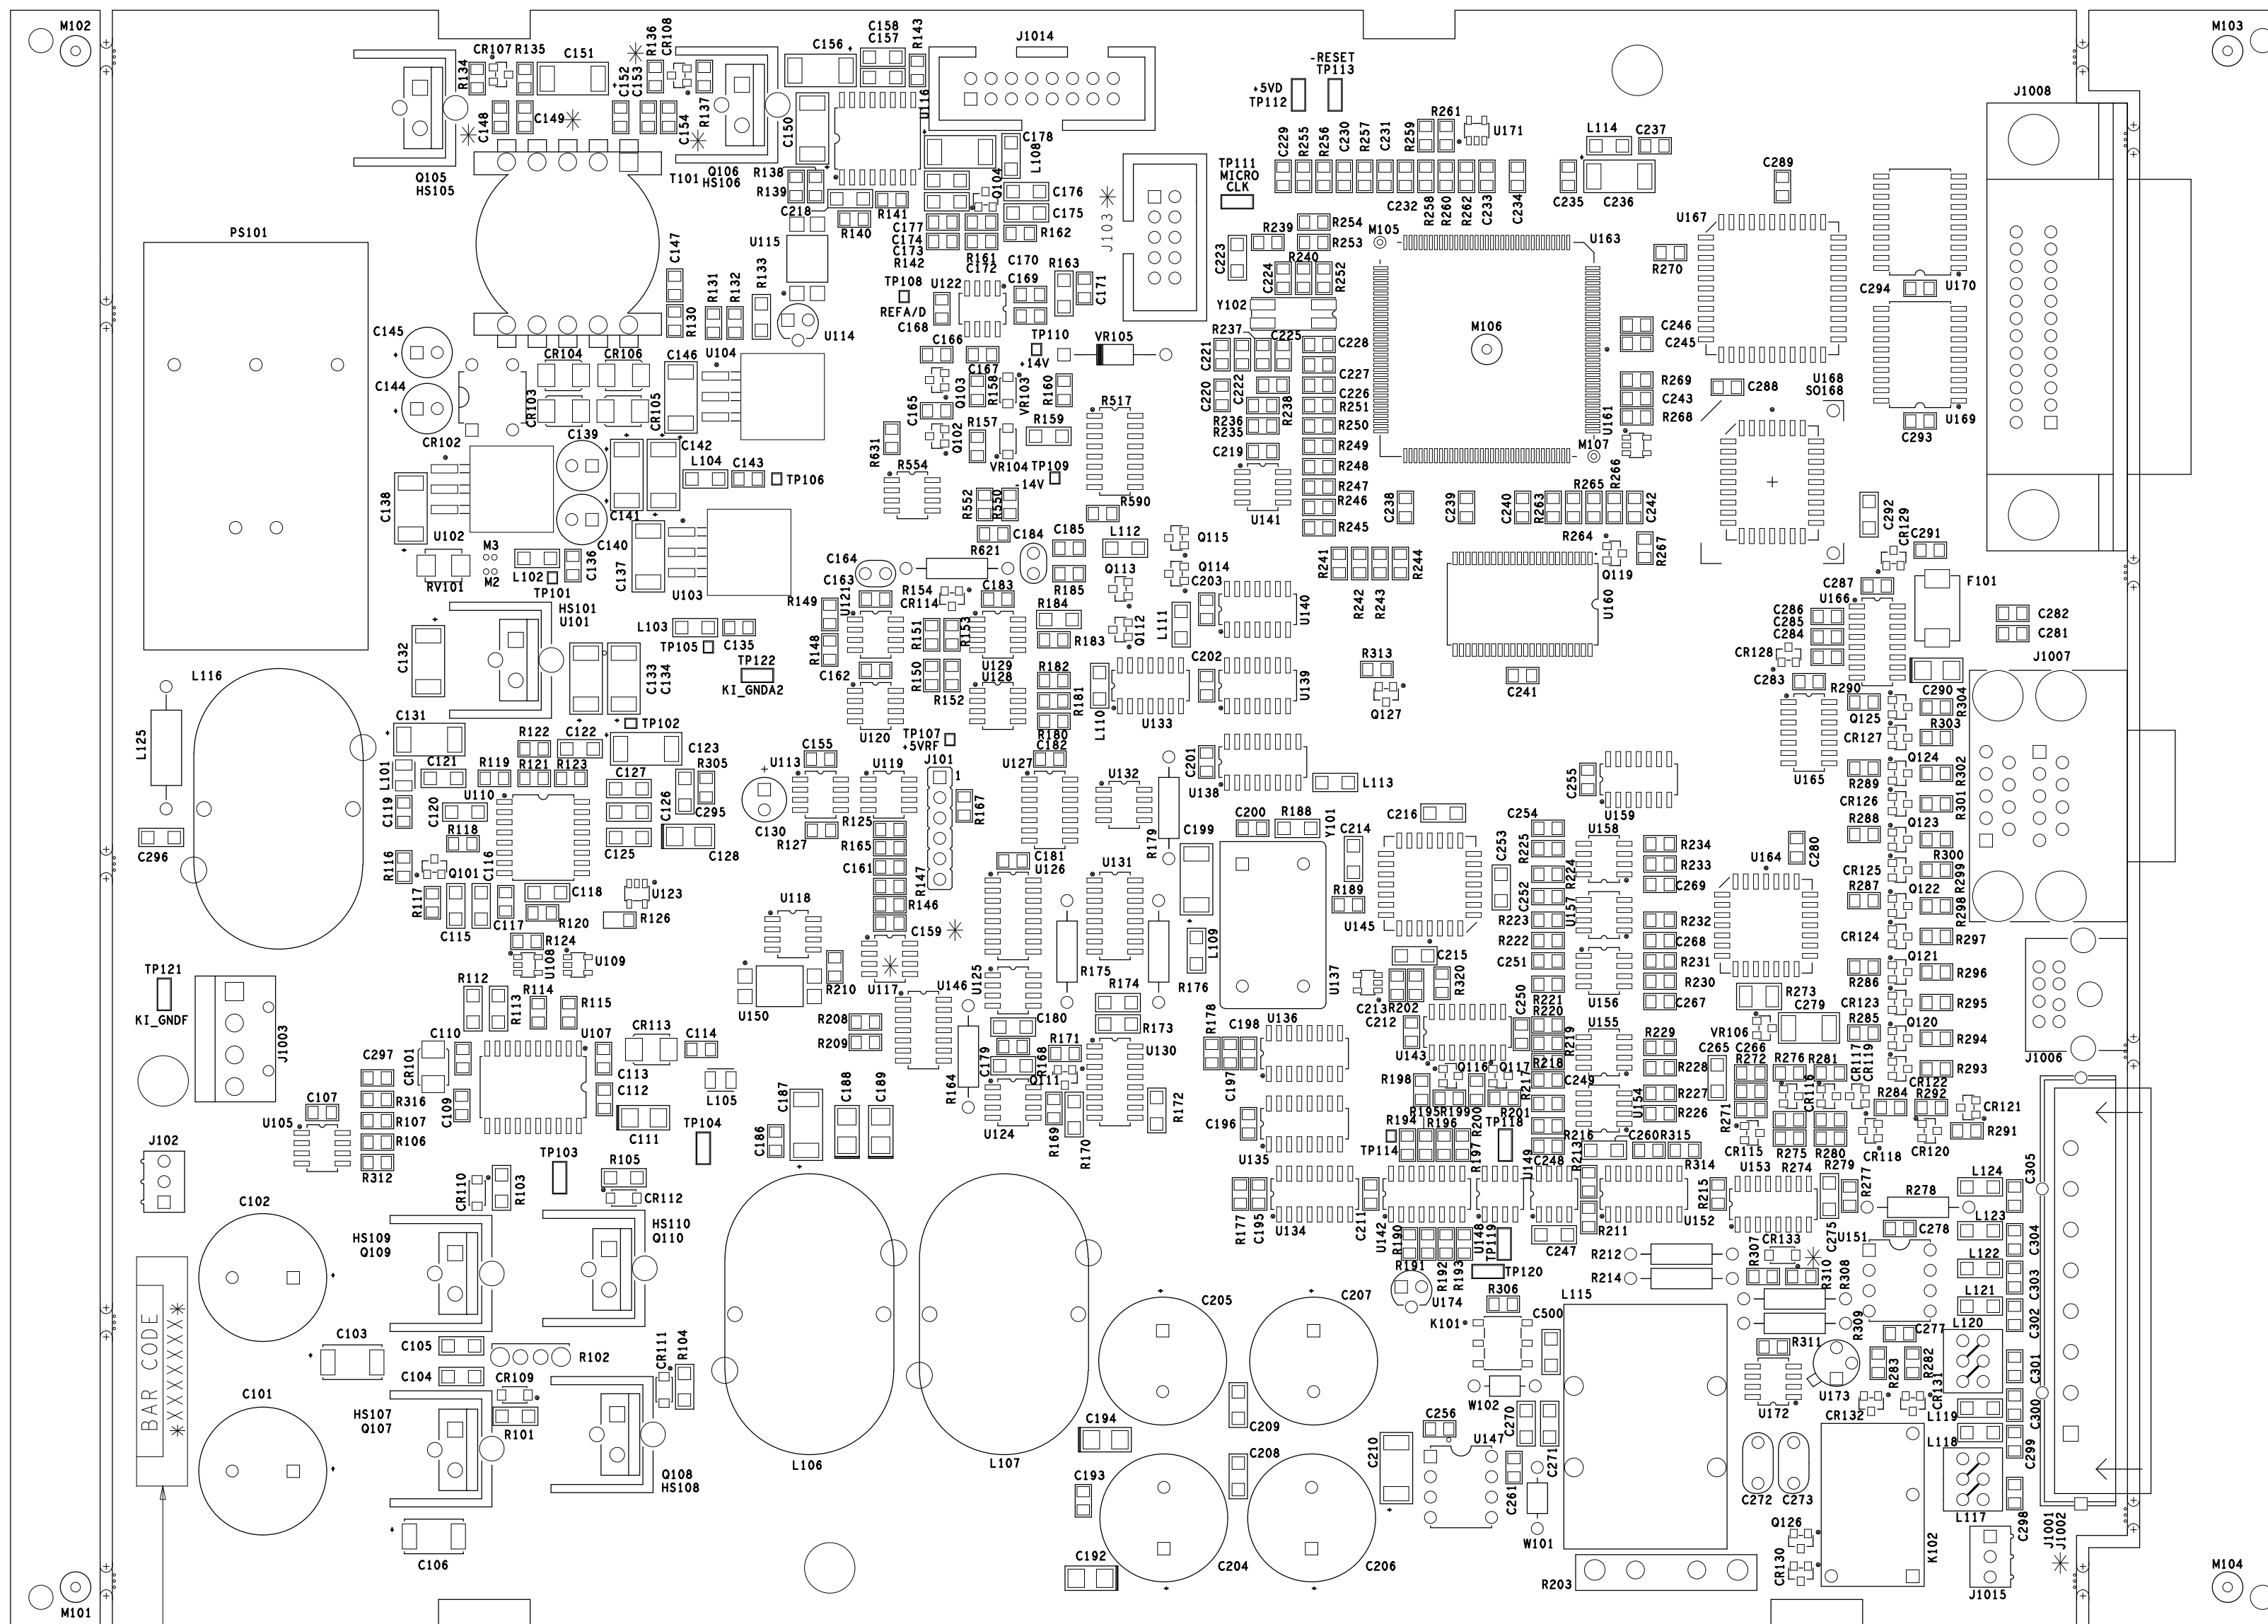 M102
M103
C158
C157
R143
J1014
R136
CR108
CR107
R135
C151
C156
-RESET
TP113
+5VD
TP112
J1008
R134
C152
C153
R137
C154
C148
C149
C150
U116
C178
L108
C229
R255
R256
C230
R257
C231
R259
R261
U171
L114
C237
C289
Q105
HS105
T101
Q106
HS106
R138
R139
Q104
C176
C175
R162
J103
TP111
MICRO
CLK
C232
R258
R260
R262
C233
C234
C235
C236
PS101
C218
R140
R141
U115
C177
C174
C173
R142
R161
C172
C170
C169
R163
C171
R254
R253
R239
C223
M105
U163
U167
R270
C147
R131
R132
R133
R130
TP108
REFA/D
U122
C168
C224
R240
R252
Y102
C294
U170
C145
C144
U114
TP110
+14V
VR105
C166
C167
R237
C221
C225
C228
M106
C246
C245
CR104
CR106
C146
U104
CR103
CR105
CR102
C165
Q103
R158
VR103
R160
C220
C222
C227
C226
R251
R238
R236
R235
R250
R249
R269
C243
R268
U161
C288
U168
SO168
U169
C293
C139
C142
L104
C143
TP106
R631
Q102
R157
VR104
R159
R517
TP109
-14V
C219
R248
M107
R554
C138
C141
C140
C137
U102
RV101
M3
M2
L102
C136
TP101
U103
R552
R550
R590
U141
R247
R246
R245
C238
C239
C240
R263
R265
R266
C242
C292
CR129
C291
C184
C185
L112
Q115
Q114
Q113
R621
C164
C163
R154
CR114
C183
R185
R184
R183
R264
Q119
R267
R241
R242
R243
R244
U160
C203
U140
C287
U166
F101
HS101
U101
L103
TP105
C135
TP122
KI_GNDA2
C132
C133
C134
R149
R148
U121
R151
R153
U129
U128
R150
R152
C162
U120
R182
R181
R180
C182
L111
Q112
L110
U133
C202
U139
R313
Q127
C241
C286
C285
C284
CR128
C283
R290
C282
C281
J1007
C290
L116
L125
C131
R122
C122
TP102
C123
C121
R119
R121
R123
C127
C126
R305
C295
L101
C119
C120
U110
R118
C125
C128
R116
Q101
R117
C115
C116
C117
C118
R120
R124
U123
R126
C296
TP107
+5VRF
J101
1
U113
C155
U119
R167
C130
R127
R125
R165
C161
R147
R146
C159
U127
U132
R179
C201
U138
L113
C181
U126
U131
C199
C200
R188
Y101
C214
R189
C216
U145
C253
C254
R225
R224
C252
R223
R222
C251
C255
U159
U158
U157
U156
R234
R233
C269
R232
C268
R231
R230
C267
U165
U164
C280
Q125
R304
R303
CR127
Q124
R302
R289
CR126
R301
R288
Q123
R300
CR125
R299
R287
Q122
R298
CR124
R297
Q121
R296
R286
CR123
R295
R285
Q120
R294
R293
CR122
J1006
TP121
KI_GNDF
J1003
U108
U109
R112
R113
R114
R115
U107
C110
CR101
C113
C112
C109
C111
CR113
C114
L105
C297
R316
R107
R106
R312
C107
U105
J102
TP104
TP103
R105
CR112
CR110
R103
U118
U150
R210
U117
U146
R208
R209
R164
C186
C187
C188
C189
U125
R175
R174
R173
C180
C179
R171
R168
Q111
U130
U124
R169
R170
R172
R176
L109
U137
R178
C198
C197
U136
C196
U135
C215
C213
C212
R202
R320
U143
C250
R221
R220
R219
R218
R217
C249
R198
R195
R199
Q116
Q117
R201
R200
R194
R196
R197
TP114
TP118
U155
U154
R229
R228
R227
R226
R273
C279
VR106
C266
C265
R272
R271
R276
R281
CR117
CR119
CR116
R284
R292
CR121
R291
CR115
R275
R274
R280
R279
CR118
CR120
R216
R213
C260
R315
R314
C248
U149
U153
R215
U152
R211
C247
R277
R278
C275
C278
U151
C102
C101
C103
C105
C104
C106
HS109
Q109
HS110
Q110
R102
CR109
R101
CR111
R104
HS107
Q107
Q108
HS108
L106
L107
BAR CODE
*XXXXXXXX*
R177
C195
U134
C211
U142
R190
R191
R192
R193
U148
TP119
TP120
U174
R306
K101
C500
L115
R212
R214
CR133
R307
R310
R308
R309
R311
U172
U173
C277
R283
R282
CR131
CR132
L124
C305
L123
C304
L122
C303
L121
C302
L120
C301
C300
L119
L118
C299
L117
C298
C205
C207
C204
C206
C194
C193
C192
C209
C208
C210
C256
U147
W102
C270
C271
C261
W101
R203
C272
C273
Q126
CR130
K102
J1015
J1001
J1002
M101
M104